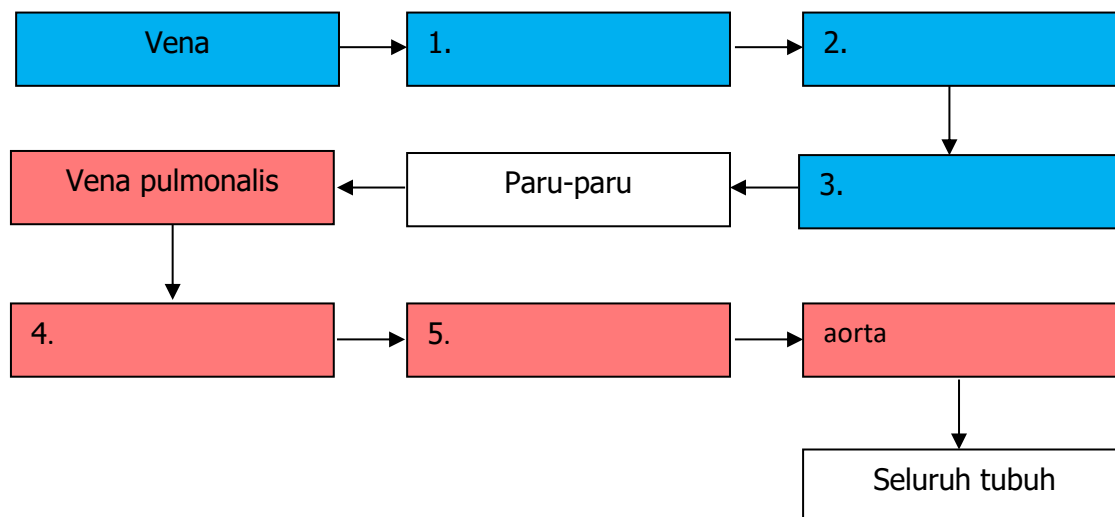 Vena
1.
2.
Vena pulmonalis
Paru-paru
3.
4.
5.
aorta
Seluruh tubuh